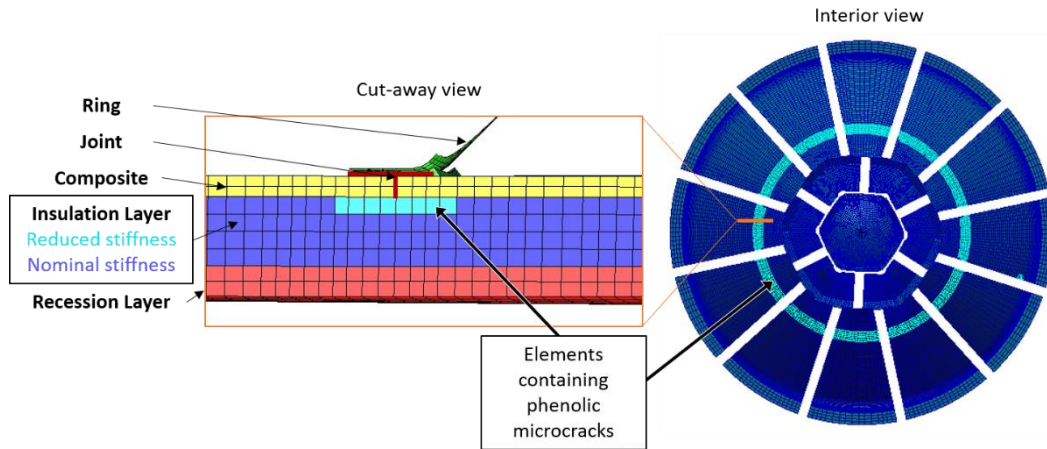 Interior view
Cut-away view
Ring
Joint
Composite
Insulation Layer
Reduced stiffness
Nominal stiffness
Recession Layer
Elements
containing
phenolic
microcracks